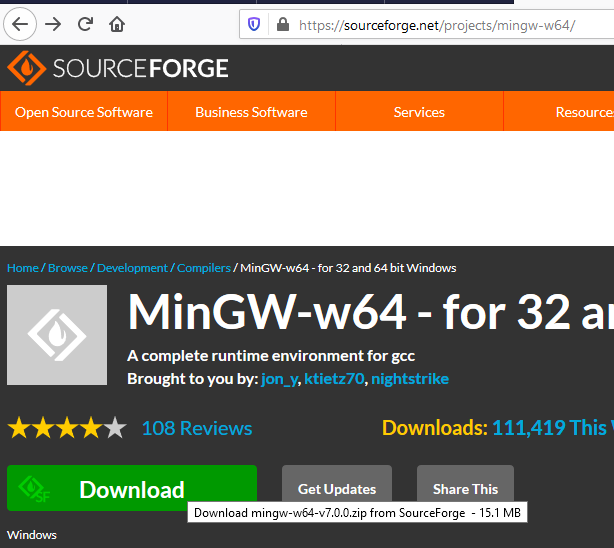 https://sourceforge.net/projects/mingw-w64/
SOURCEFORGE
Open Source Software Business Software Services Resource
Home / Browse / Development / Compilers / MinGW-w64 - for 32 and 64 bit Windows
MinGW-w64 - for 32 a
A complete runtime environment for gcc
Brought to you by: jon_y, ktietz70, nightstrike
108 Reviews Downloads: 111,419 This
SF Download Get Updates Share This
Download mingw-w64-v7.0.0.zip from SourceForge - 15.1 MB
Windows